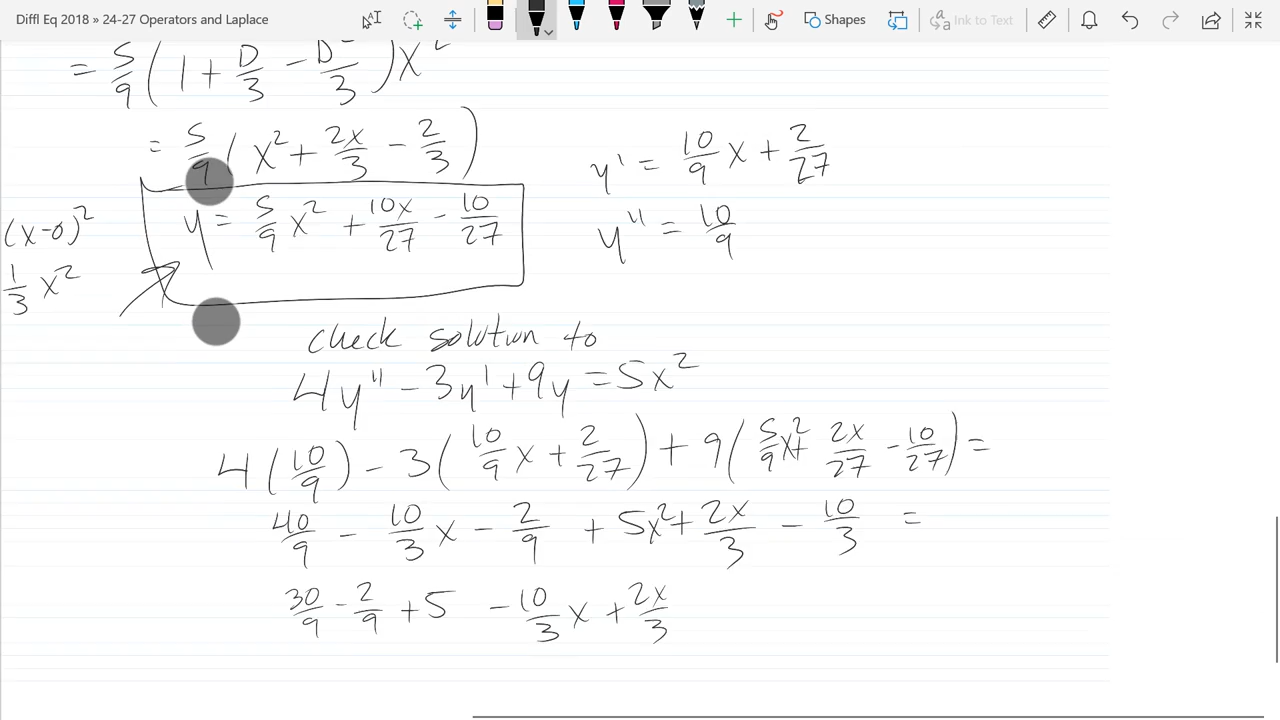 Diffl Eq 2018 » 24-27 Operators and Laplace
Shapes
Ink to Text
= 5/9 ( 1 + D/3 - D²/3 ) x²
= 5/9 ( x² + 2x/3 - 2/3 )
y = 5/9 x² + 10x/27 - 10/27
(x-0)²
1/3 x²
y' = 10/9 x + 2/27
y'' = 10/9
check solution to
4y'' - 3y' + 9y = 5x²
4(10/9) - 3(10/9 x + 2/27) + 9(5/9 x² + 2x/27 - 10/27) =
40/9 - 10/3 x - 2/9 + 5x² + 2x/3 - 10/3 =
30/9 - 2/9 + 5 - 10/3 x + 2x/3